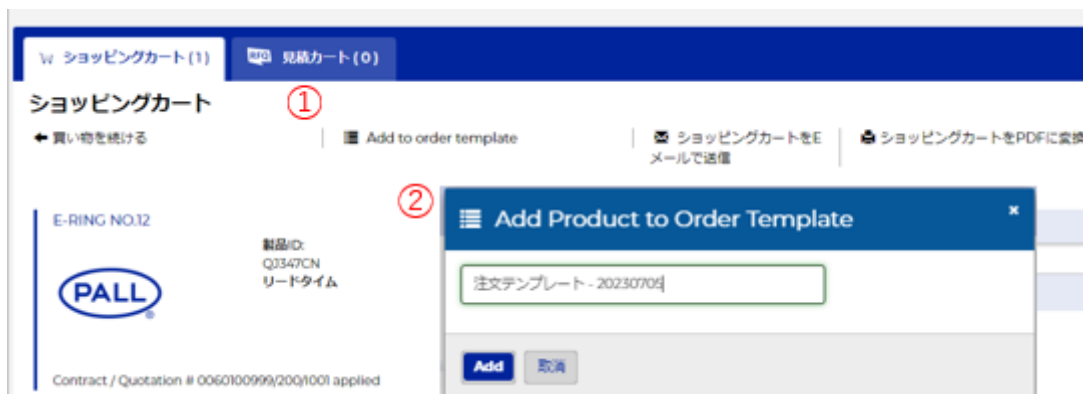 ショッピングカート (1)
RFQ 見積カート (0)
ショッピングカート
①
買い物を続ける
Add to order template
ショッピングカートをE
メールで送信
ショッピングカートをPDFに変換
②
Add Product to Order Template
×
E-RING NO.12
製品ID:
QJ347CN
リードタイム
PALL
注文テンプレート - 20230705
Add
取消
Contract / Quotation # 0060100999/200/1001 applied